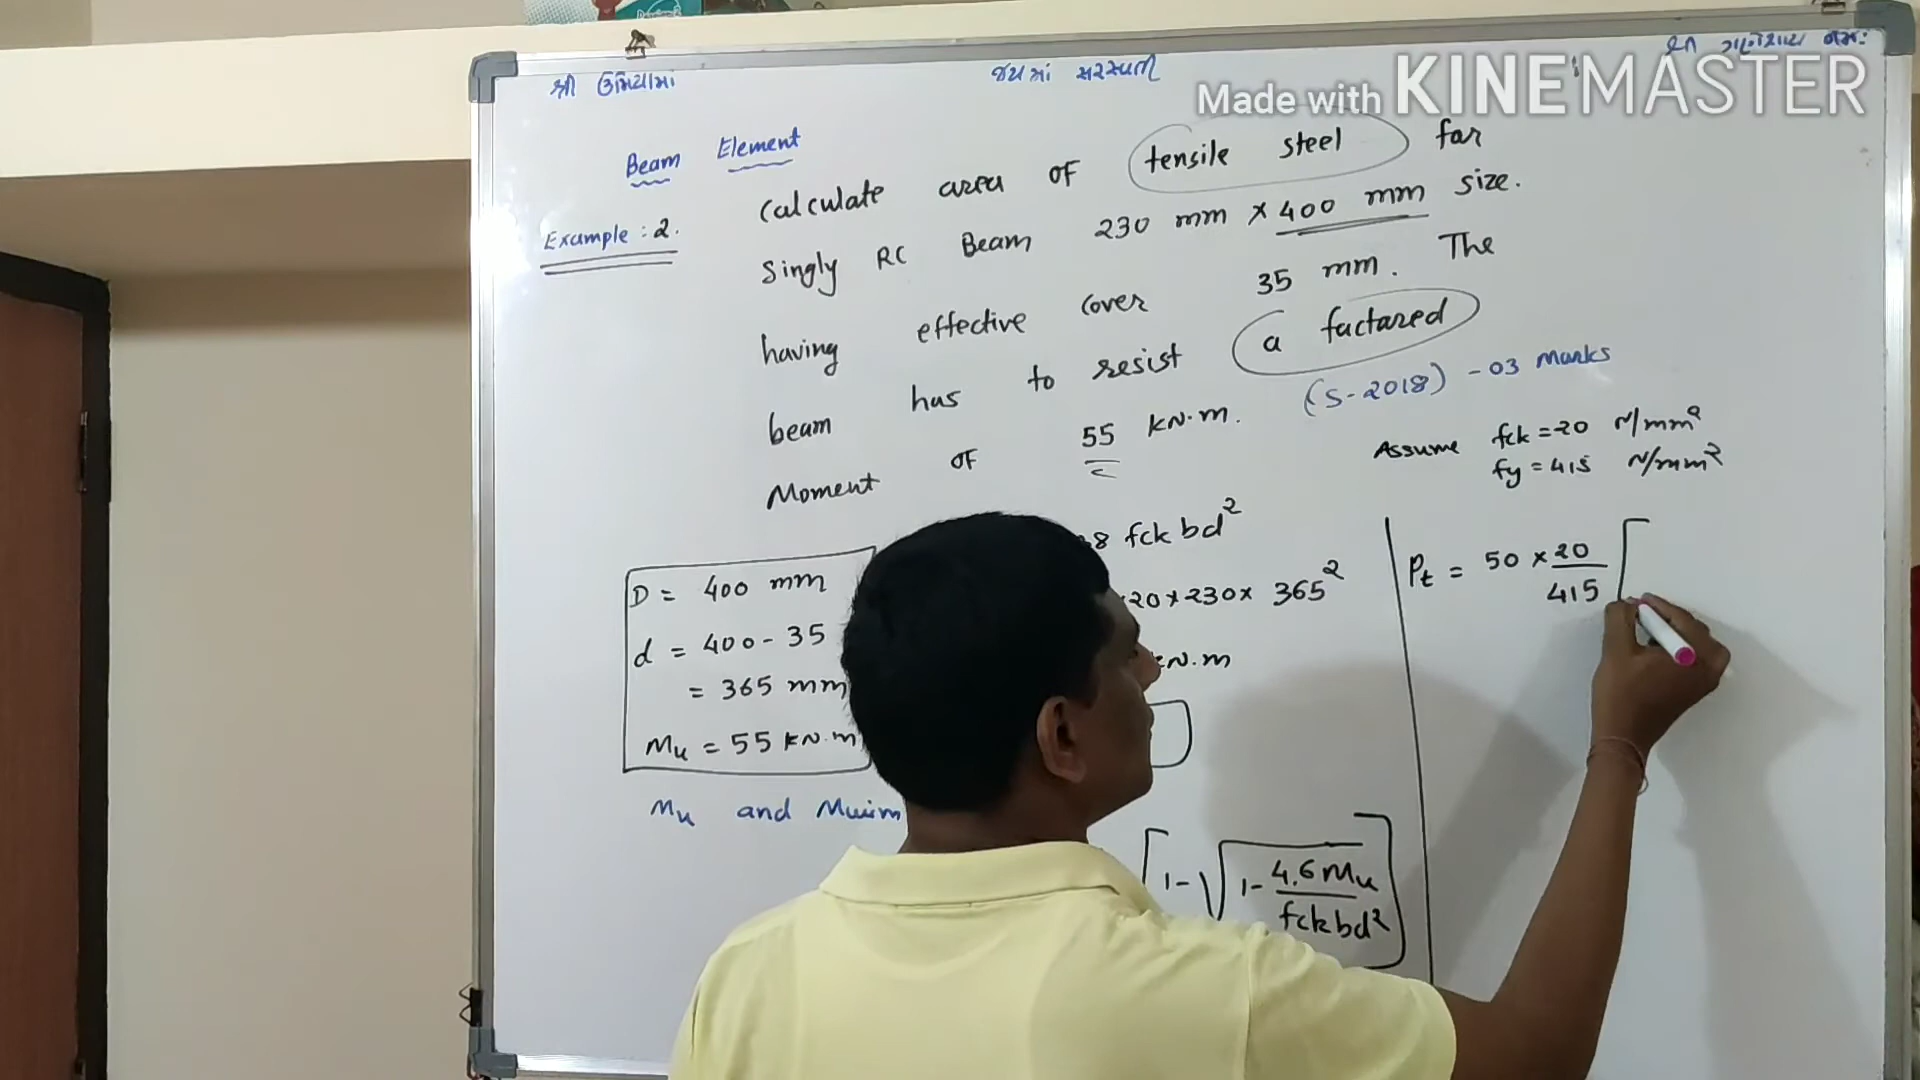 શ્રી ઉમિયામાં
જય માં સરસ્વતી
શ્રી ગણેશાય નમઃ
Made with KINEMASTER
Beam Element
Example : 2.
Calculate area of tensile steel for
Singly RC Beam 230 mm × 400 mm size.
having effective cover 35 mm. The
beam has to resist a factored
Moment of 55 kN.m.
(S-2018) - 03 Marks
Assume fck = 20 N/mm²
fy = 415 N/mm²
D = 400 mm
d = 400 - 35
= 365 mm
Mu = 55 kN.m
Mu and Mulim
8 fck bd²
×20×230× 365²
kN.m
[1-√1- 4.6 Mu / fck bd²]
Pt = 50 × 20 / 415 [